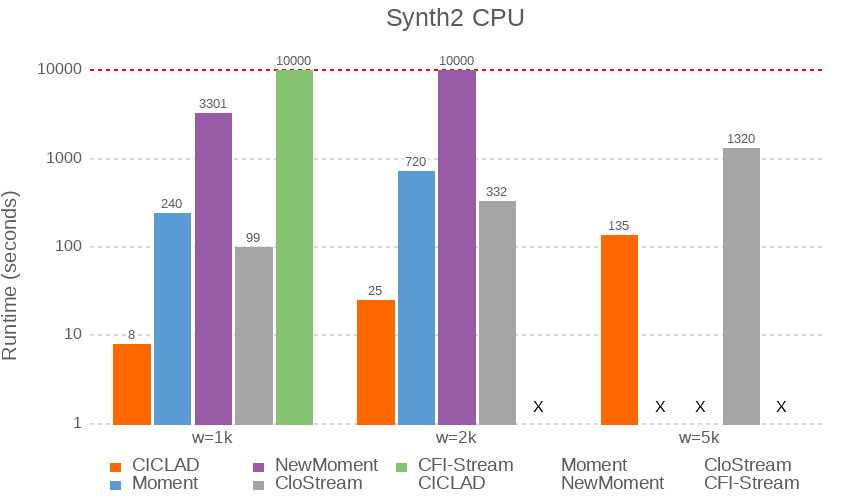 Synth2 CPU
Runtime (seconds)
10000
1000
100
10
1
8
240
3301
99
10000
25
720
10000
332
X
135
X
X
1320
X
w=1k w=2k w=5k
CICLAD NewMoment CFI-Stream Moment CloStream
Moment CloStream CICLAD NewMoment CFI-Stream